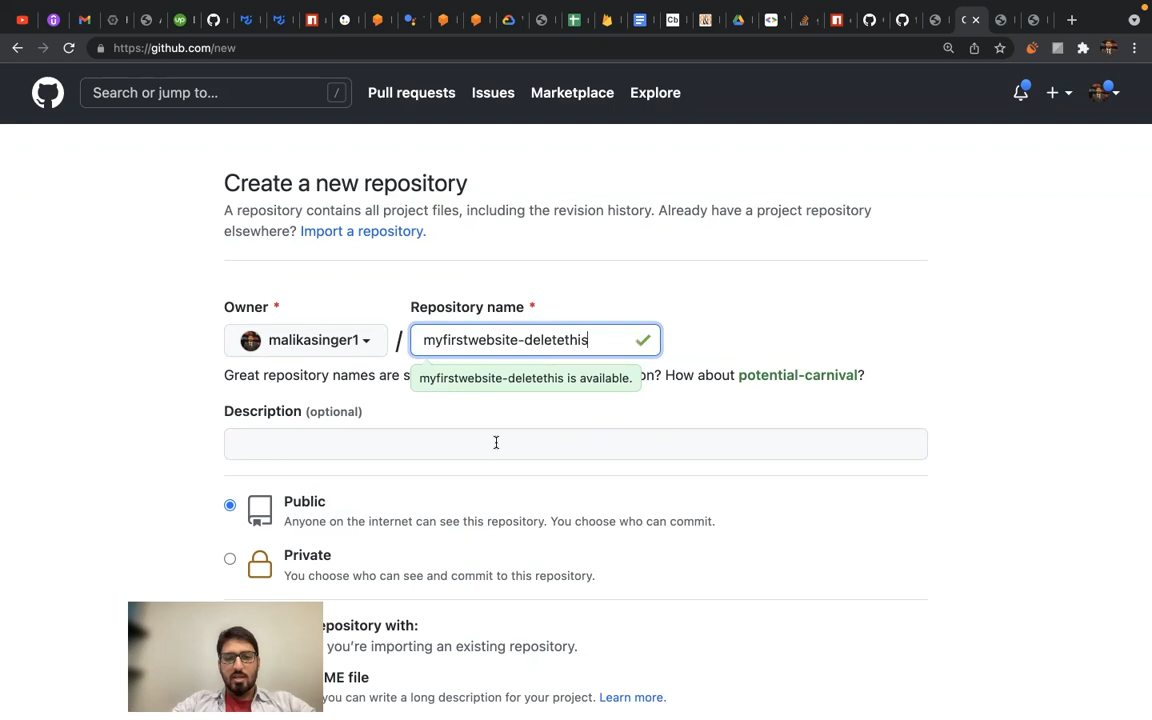 https://github.com/new
Search or jump to...
/
Pull requests
Issues
Marketplace
Explore
Create a new repository
A repository contains all project files, including the revision history. Already have a project repository
elsewhere? Import a repository.
Owner *
Repository name *
malikasinger1
/
myfirstwebsite-deletethis
Great repository names are s
on? How about potential-carnival?
myfirstwebsite-deletethis is available.
Description (optional)
Public
Anyone on the internet can see this repository. You choose who can commit.
Private
You choose who can see and commit to this repository.
epository with:
you're importing an existing repository.
ME file
you can write a long description for your project. Learn more.